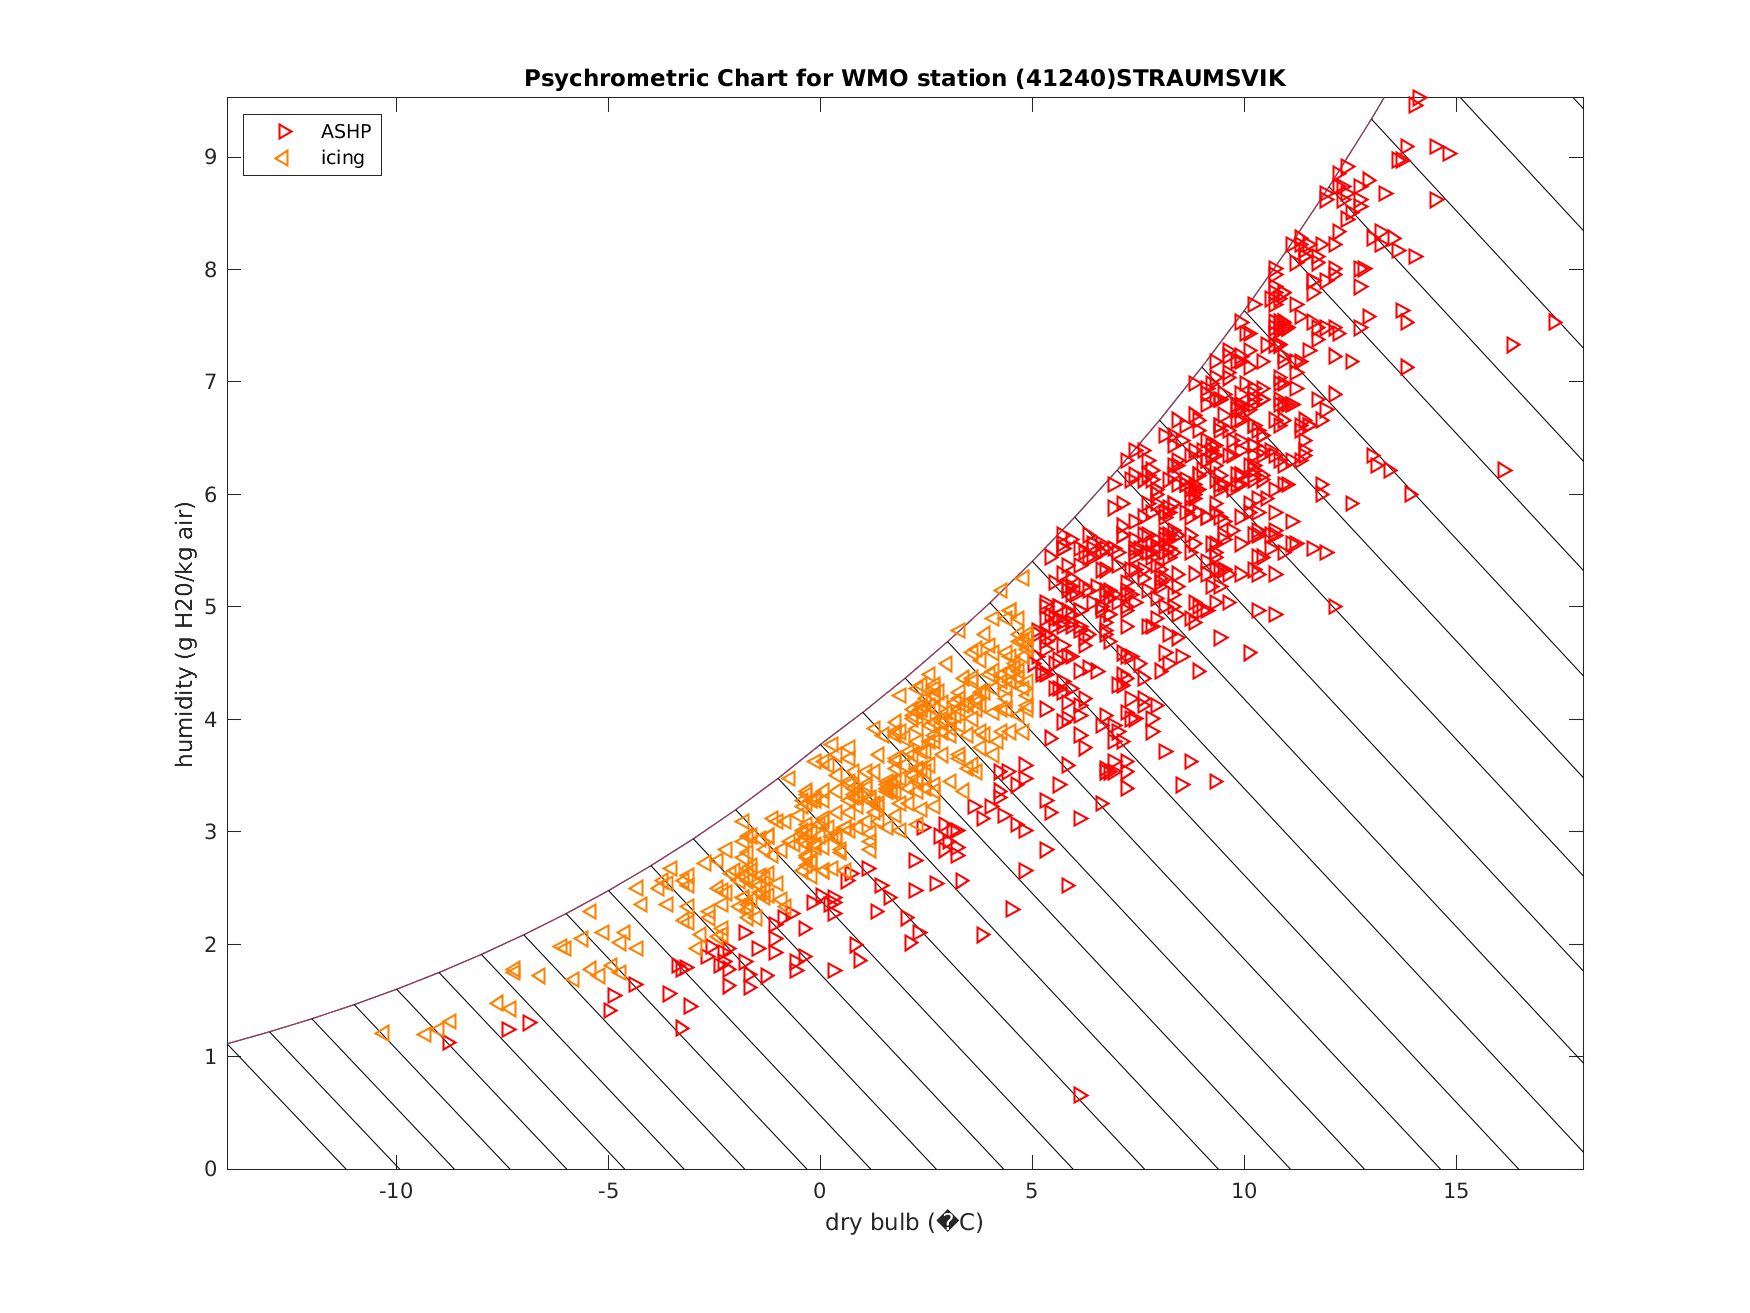 Psychrometric Chart for WMO station (41240)STRAUMSVIK
ASHP
icing
humidity (g H20/kg air)
9
8
7
6
5
4
3
2
1
0
-10 -5 0 5 10 15
dry bulb (�C)